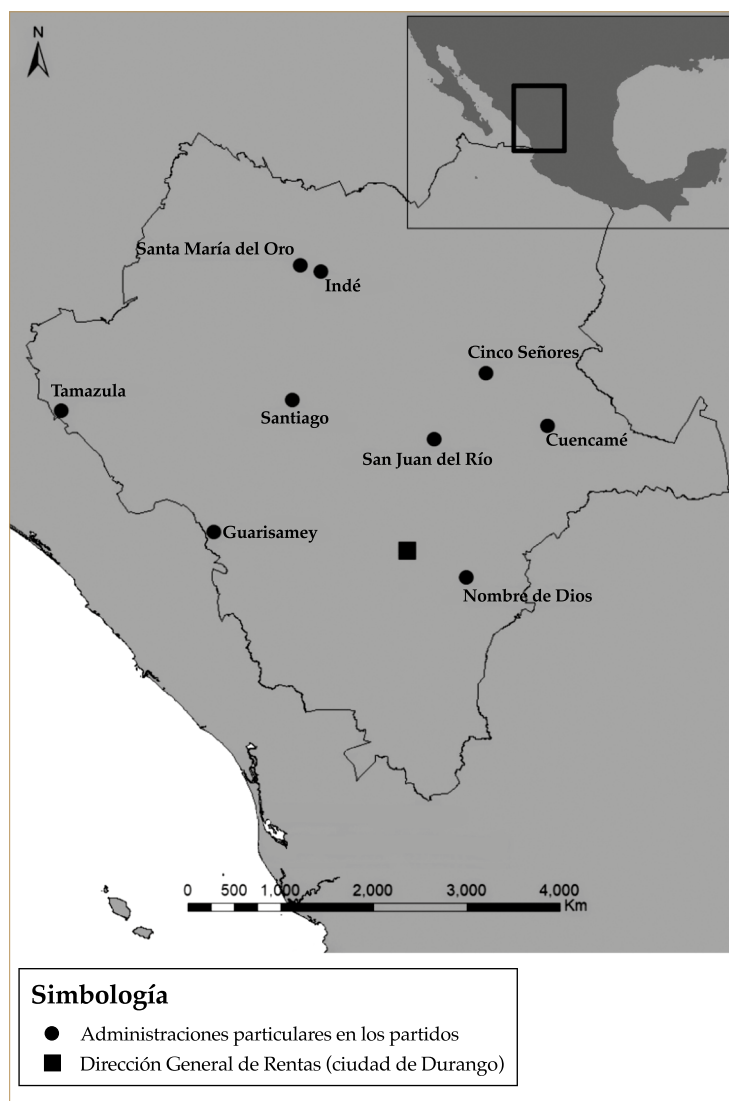 N
Santa María del Oro
Indé
Cinco Señores
Tamazula
Santiago
Cuencamé
San Juan del Río
Guarisamey
Nombre de Dios
0 500 1,000 2,000 3,000 4,000
Km
Simbología
Administraciones particulares en los partidos
Dirección General de Rentas (ciudad de Durango)